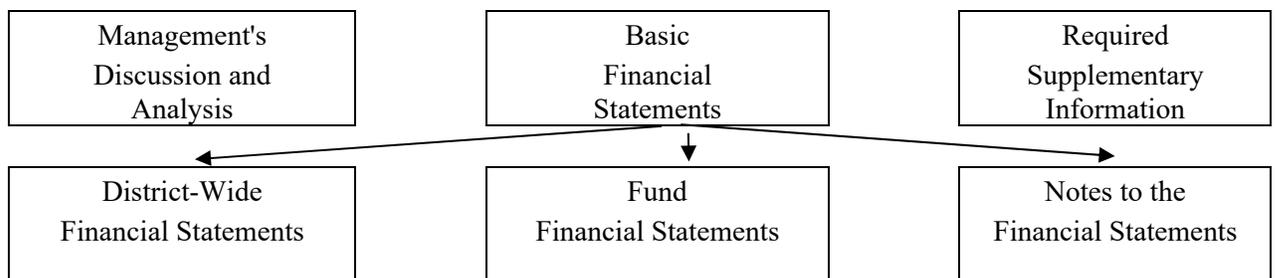 Management's
Discussion and
Analysis
Basic
Financial
Statements
Required
Supplementary
Information
District-Wide
Financial Statements
Fund
Financial Statements
Notes to the
Financial Statements